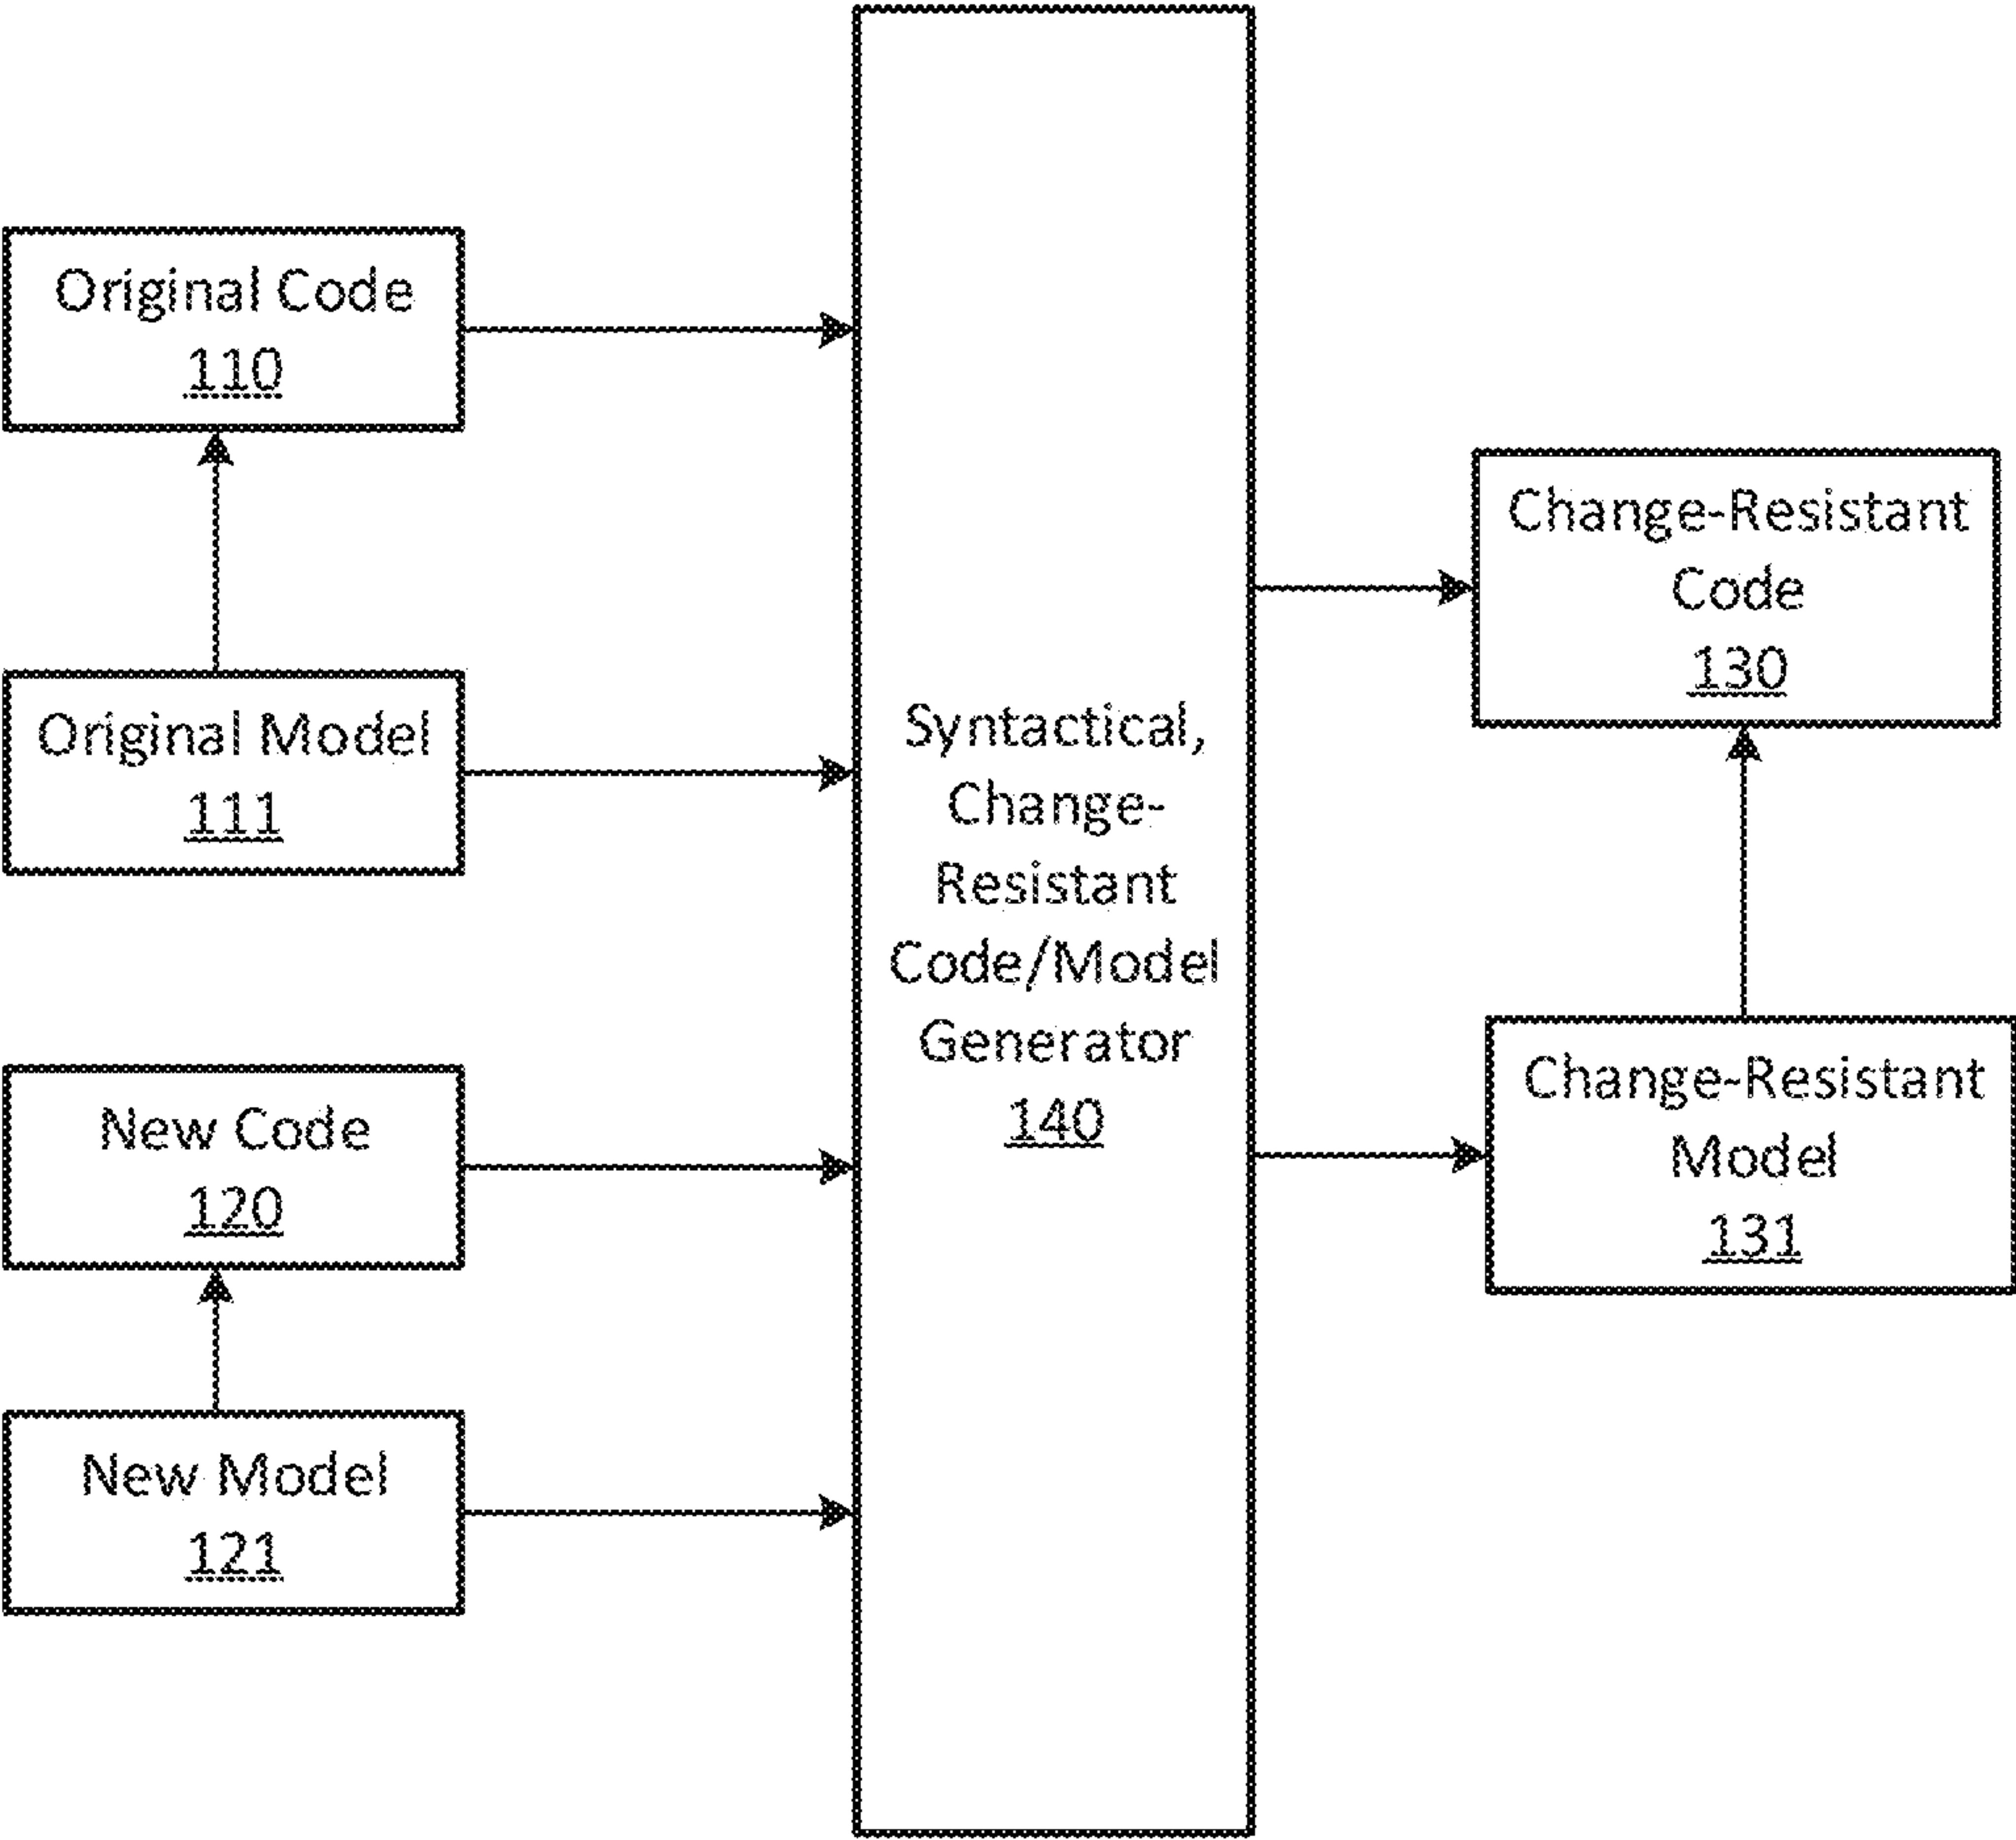 Original Code
110
Original Model
111
New Code
120
New Model
121
Syntactical,
Change-
Resistant
Code/Model
Generator
140
Change-Resistant
Code
130
Change-Resistant
Model
131